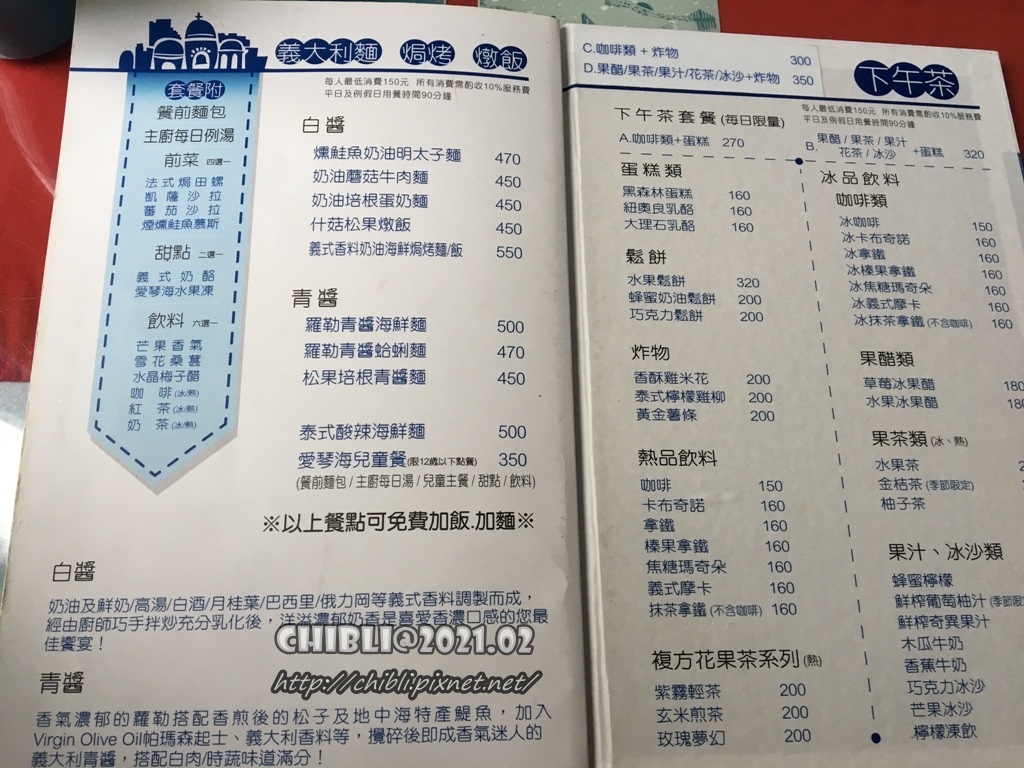 義大利麵 焗烤 燉飯
每人最低消費150元 所有消費需酌收10%服務費
平日及例假日用餐時間90分鐘
套餐附
餐前麵包
主廚每日例湯
前菜 四選一
法式焗田螺
凱薩沙拉
蕃茄沙拉
煙燻鮭魚慕斯
甜點 二選一
義式奶酪
愛琴海水果凍
飲料 六選一
芒果香氣
雪花桑葚
水晶梅子醋
咖啡(冰/熱)
紅茶(冰/熱)
奶茶(冰/熱)
白醬
燻鮭魚奶油明太子麵 470
奶油蘑菇牛肉麵 450
奶油培根蛋奶麵 450
什菇松果燉飯 450
義式香料奶油海鮮焗烤麵/飯 550
青醬
羅勒青醬海鮮麵 500
羅勒青醬蛤蜊麵 470
松果培根青醬麵 450
泰式酸辣海鮮麵 500
愛琴海兒童餐(限12歲以下點餐) 350
(餐前麵包/主廚每日湯/兒童主餐/甜點/飲料)
※以上餐點可免費加飯.加麵※
白醬
奶油及鮮奶/高湯/白酒/月桂葉/巴西里/俄力岡等義式香料調製而成,
經由廚師巧手拌炒充分乳化後,洋溢濃郁奶香是喜愛香濃口感的您最
佳饗宴!
青醬
香氣濃郁的羅勒搭配香煎後的松子及地中海特產鯷魚,加入
Virgin Olive Oil帕瑪森起士、義大利香料等,攪碎後即成香氣迷人的
義大利青醬,搭配白肉/時蔬味道滿分!
CHIBLI@2021.02
http://chibli.pixnet.net/
C.咖啡類+炸物 300
D.果醋/果茶/果汁/花茶/冰沙+炸物 350
下午茶
每人最低消費150元 所有消費需酌收10%服務費
平日及例假日用餐時間90分鐘
下午茶套餐(每日限量)
A.咖啡類+蛋糕 270
B.果醋/果茶/果汁
花茶/冰沙 +蛋糕 320
蛋糕類
黑森林蛋糕 160
紐奧良乳酪 160
大理石乳酪 160
鬆餅
水果鬆餅 320
蜂蜜奶油鬆餅 200
巧克力鬆餅 200
炸物
香酥雞米花 200
泰式檸檬雞柳 200
黃金薯條 200
熱品飲料
咖啡 150
卡布奇諾 160
拿鐵 160
榛果拿鐵 160
焦糖瑪奇朵 160
義式摩卡 160
抹茶拿鐵(不含咖啡) 160
複方花果茶系列(熱)
紫霧輕茶 200
玄米煎茶 200
玫瑰夢幻 200
冰品飲料
咖啡類
冰咖啡 150
冰卡布奇諾 160
冰拿鐵 160
冰榛果拿鐵 160
冰焦糖瑪奇朵 160
冰義式摩卡 160
冰抹茶拿鐵(不含咖啡) 160
果醋類
草莓冰果醋 180
水果冰果醋
果茶類(冰、熱)
水果茶
金桔茶(季節限定)
柚子茶
果汁、冰沙類
蜂蜜檸檬
鮮榨葡萄柚汁(季節
鮮榨奇異果汁
木瓜牛奶
香蕉牛奶
巧克力冰沙
芒果冰沙
檸檬凍飲